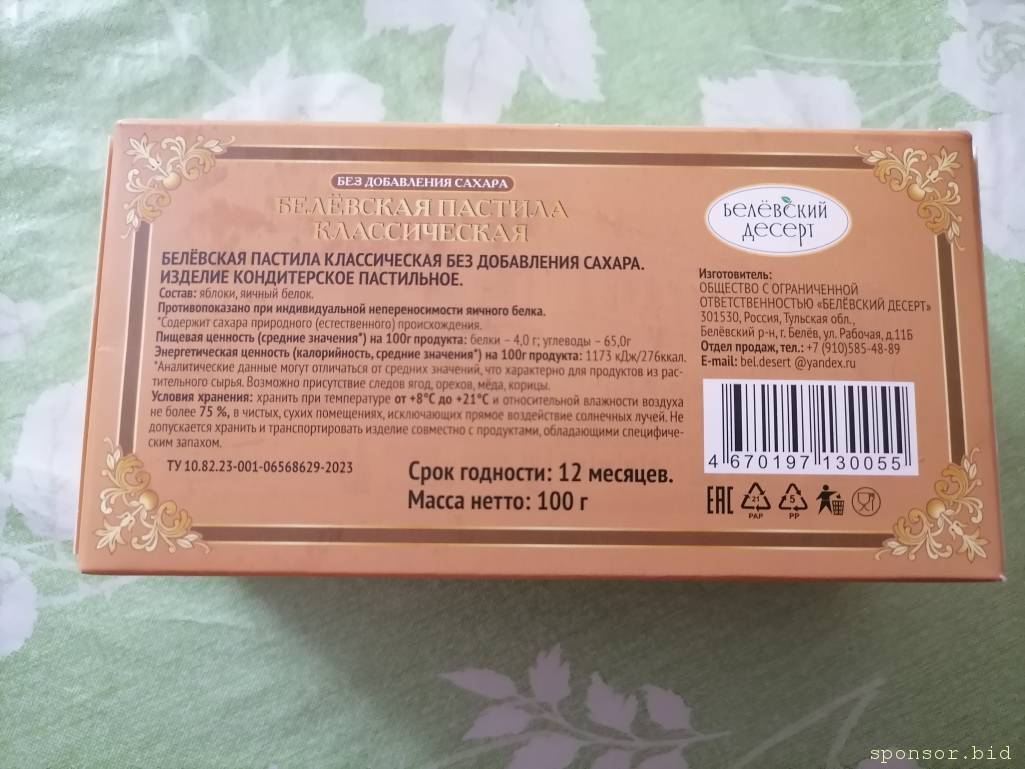 БЕЗ ДОБАВЛЕНИЯ САХАРА
БЕЛЁВСКАЯ ПАСТИЛА
КЛАССИЧЕСКАЯ
БЕЛЁВСКАЯ ПАСТИЛА КЛАССИЧЕСКАЯ БЕЗ ДОБАВЛЕНИЯ САХАРА.
ИЗДЕЛИЕ КОНДИТЕРСКОЕ ПАСТИЛЬНОЕ.
Состав: яблоки, яичный белок.
Противопоказано при индивидуальной непереносимости яичного белка.
*Содержит сахара природного (естественного) происхождения.
Пищевая ценность (средние значения*) на 100г продукта: белки – 4,0 г; углеводы – 65,0г
Энергетическая ценность (калорийность, средние значения*) на 100г продукта: 1173 кДж/276ккал.
*Аналитические данные могут отличаться от средних значений, что характерно для продуктов из рас-
тительного сырья. Возможно присутствие следов ягод, орехов, мёда, корицы.
Условия хранения: хранить при температуре от +8°С до +21°С и относительной влажности воздуха
не более 75 %, в чистых, сухих помещениях, исключающих прямое воздействие солнечных лучей. Не
допускается хранить и транспортировать изделие совместно с продуктами, обладающими специфиче-
ским запахом.
ТУ 10.82.23-001-06568629-2023
Срок годности: 12 месяцев.
Масса нетто: 100 г
Белёвский
десерт
Изготовитель:
ОБЩЕСТВО С ОГРАНИЧЕННОЙ
ОТВЕТСТВЕННОСТЬЮ «БЕЛЁВСКИЙ ДЕСЕРТ»
301530, Россия, Тульская обл.,
Белёвский р-н, г. Белёв, ул. Рабочая, д.11Б
Отдел продаж, тел.: +7 (910)585-48-89
E-mail: bel.desert @yandex.ru
4 670197 130055
ЕАС
21
PAP
5
PP
sponsor.bid